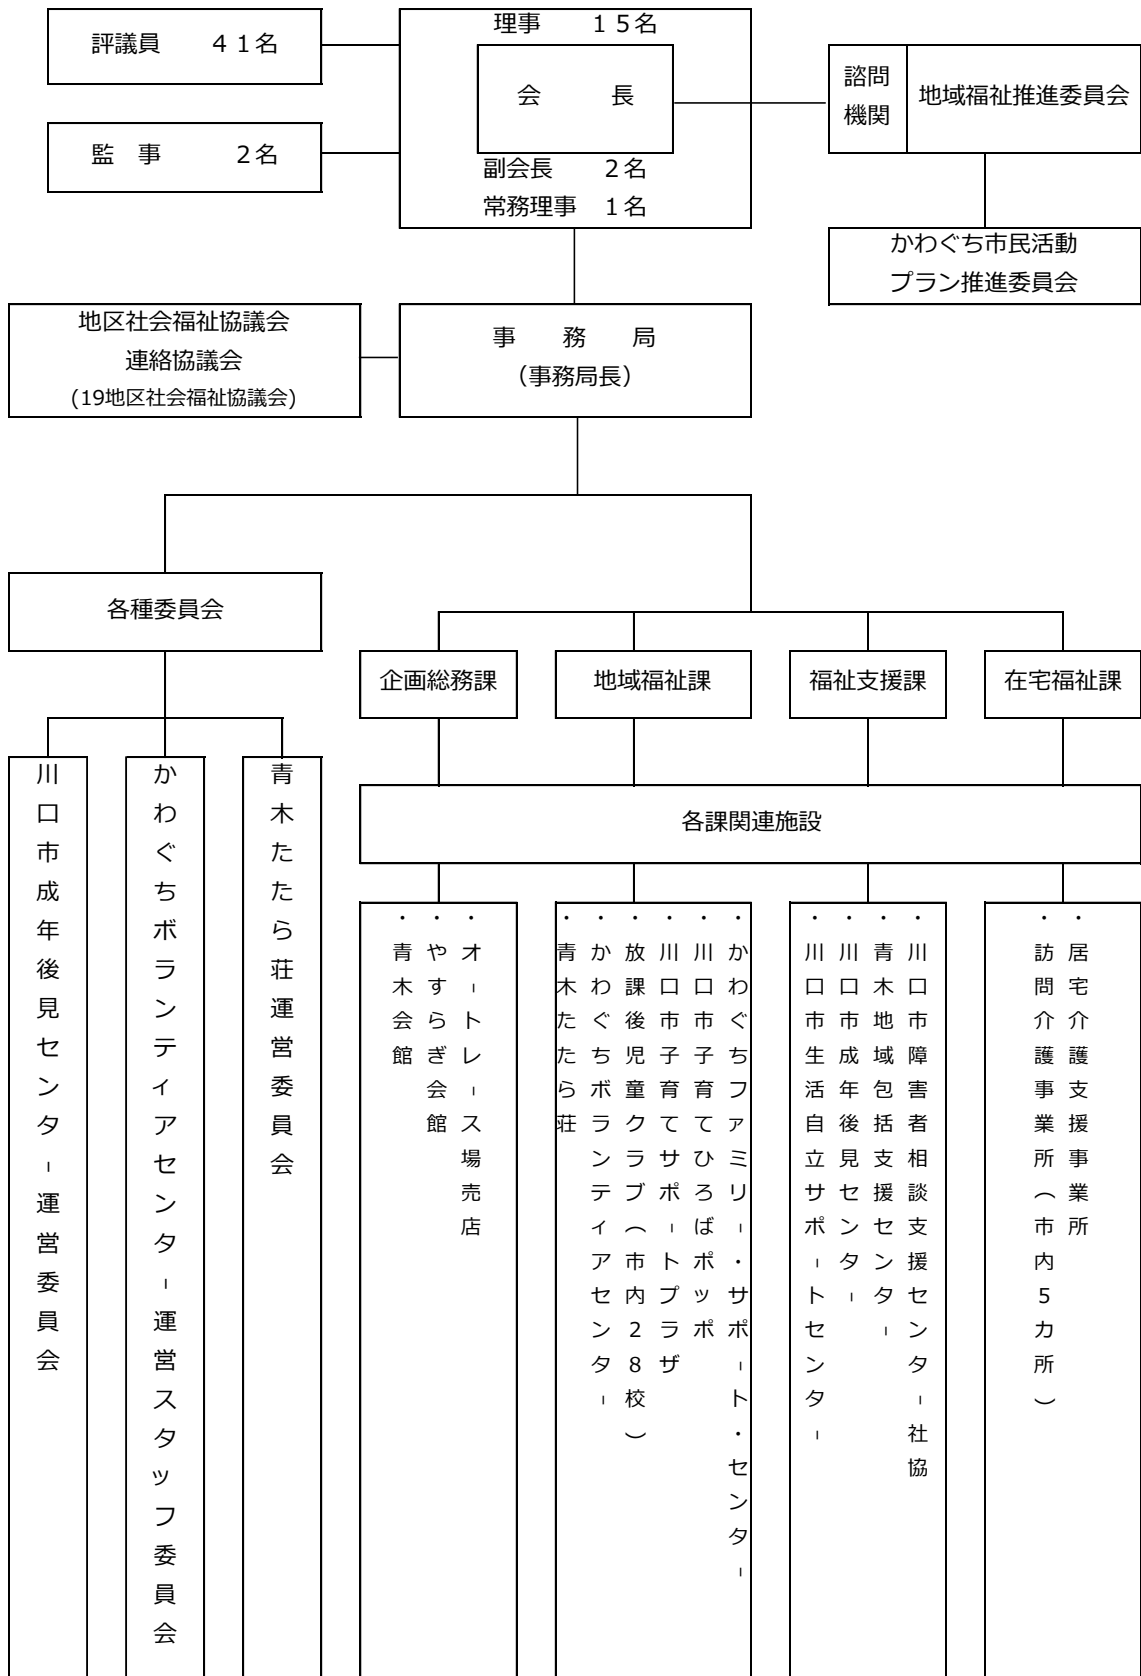 評議員　４１名
監　事　２名
理事　１５名
会　長
副会長　２名
常務理事　１名
諮問
機関
地域福祉推進委員会
かわぐち市民活動
プラン推進委員会
地区社会福祉協議会
連絡協議会
(19地区社会福祉協議会)
事　務　局
（事務局長）
各種委員会
企画総務課
地域福祉課
福祉支援課
在宅福祉課
各課関連施設
青木たたら荘運営委員会
かわぐちボランティアセンター運営スタッフ委員会
川口市成年後見センター運営委員会
・オートレース場売店
・やすらぎ会館
・青木会館
・かわぐちファミリー・サポート・センター
・川口市子育てひろばポッポ
・川口市子育てサポートプラザ
・放課後児童クラブ（市内２８校）
・かわぐちボランティアセンター
・青木たたら荘
・川口市障害者相談支援センター社協
・青木地域包括支援センター
・川口市成年後見センター
・川口市生活自立サポートセンター
・居宅介護支援事業所
・訪問介護事業所（市内５カ所）